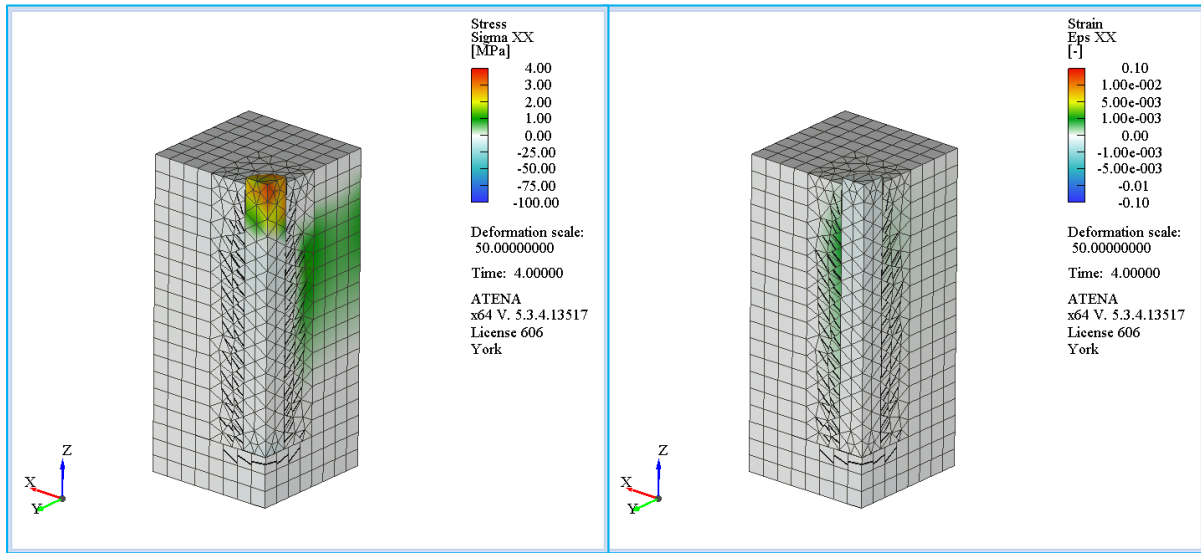 Stress
Sigma XX
[MPa]
4.00
3.00
2.00
1.00
0.00
-25.00
-50.00
-75.00
-100.00
Deformation scale:
50.00000000
Time: 4.00000
ATENA
x64 V. 5.3.4.13517
License 606
York
Z
X
Y
Strain
Eps XX
[-]
0.10
1.00e-002
5.00e-003
1.00e-003
0.00
-1.00e-003
-5.00e-003
-0.01
-0.10
Deformation scale:
50.00000000
Time: 4.00000
ATENA
x64 V. 5.3.4.13517
License 606
York
Z
X
Y